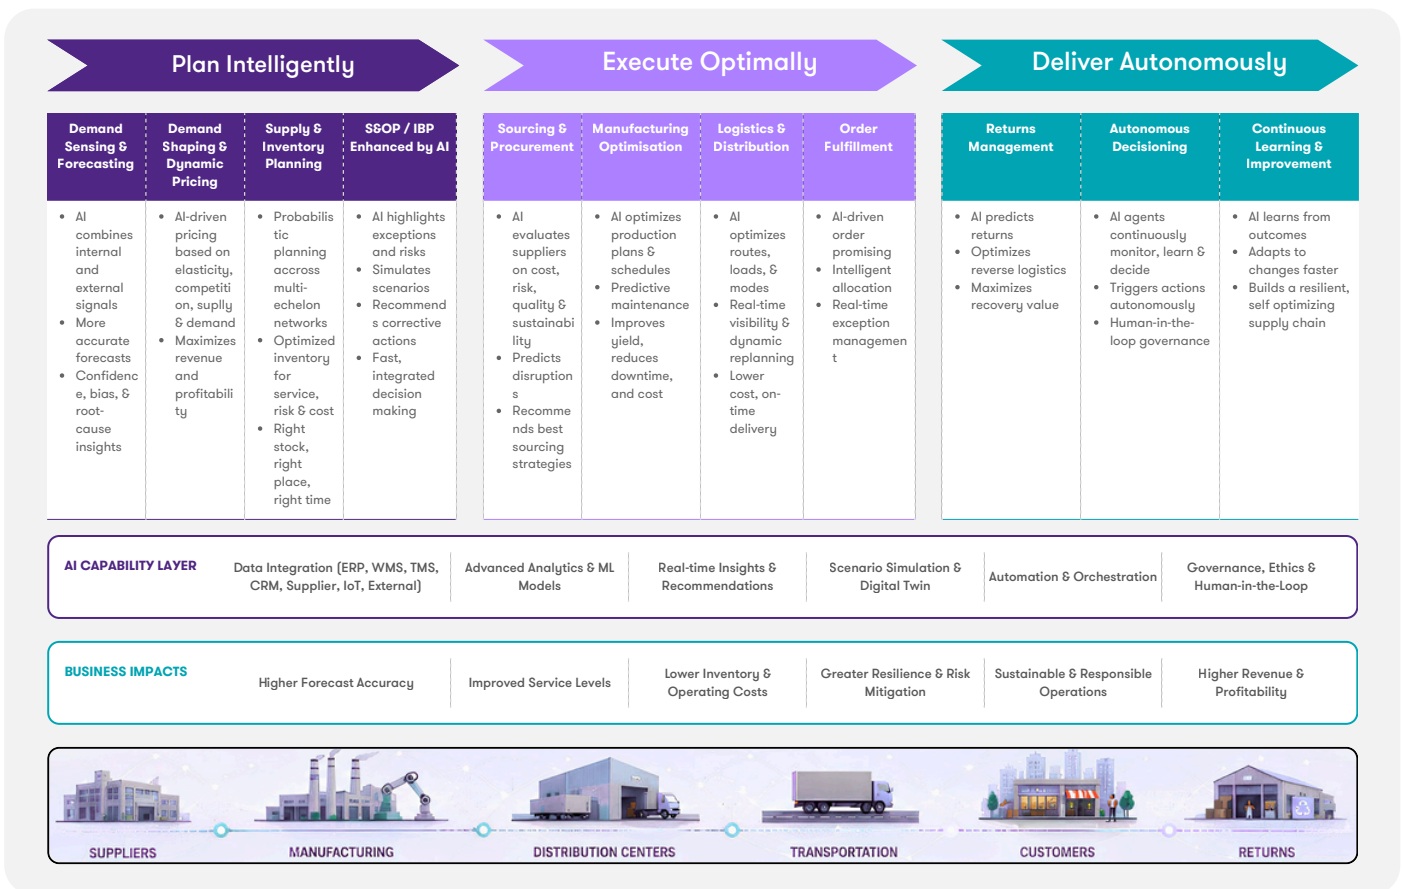 Plan Intelligently
Execute Optimally
Deliver Autonomously
Demand
Sensing &
Forecasting
Demand
Shaping &
Dynamic
Pricing
Supply &
Inventory
Planning
S&OP / IBP
Enhanced by AI
Sourcing &
Procurement
Manufacturing
Optimisation
Logistics &
Distribution
Order
Fulfillment
Returns
Management
Autonomous
Decisioning
Continuous
Learning &
Improvement
• AI
combines
internal
and
external
signals
• More
accurate
forecasts
• Confidenc
e, bias, &
root-
cause
insights
• AI-driven
pricing
based on
elasticity,
competiti
on, suplly
& demand
• Maximizes
revenue
and
profitabili
ty
• Probabilis
tic
planning
accross
multi-
echelon
networks
• Optimized
inventory
for
service,
risk & cost
• Right
stock,
right
place,
right time
• AI highlights
exceptions
and risks
• Simulates
scenarios
• Recommend
s corrective
actions
• Fast,
integrated
decision
making
• AI
evaluates
suppliers
on cost,
risk,
quality &
sustainabi
lity
• Predicts
disruption
s
• Recomme
nds best
sourcing
strategies
• AI optimizes
production
plans &
schedules
• Predictive
maintenance
• Improves
yield,
reduces
downtime,
and cost
• AI
optimizes
routes,
loads, &
modes
• Real-time
visibility &
dynamic
replanning
• Lower
cost, on-
time
delivery
• AI-driven
order
promising
• Intelligent
allocation
• Real-time
exception
managemen
t
• AI predicts
returns
• Optimizes
reverse logistics
• Maximizes
recovery value
• AI agents
continuously
monitor, learn &
decide
• Triggers actions
autonomously
• Human-in-the-
loop governance
• AI learns from
outcomes
• Adapts to
changes faster
• Builds a resilient,
self optimizing
supply chain
AI CAPABILITY LAYER
Data Integration (ERP, WMS, TMS,
CRM, Supplier, IoT, External)
Advanced Analytics & ML
Models
Real-time Insights &
Recommendations
Scenario Simulation &
Digital Twin
Automation & Orchestration
Governance, Ethics &
Human-in-the-Loop
BUSINESS IMPACTS
Higher Forecast Accuracy
Improved Service Levels
Lower Inventory &
Operating Costs
Greater Resilience & Risk
Mitigation
Sustainable & Responsible
Operations
Higher Revenue &
Profitability
SUPPLIERS
MANUFACTURING
DISTRIBUTION CENTERS
TRANSPORTATION
CUSTOMERS
RETURNS